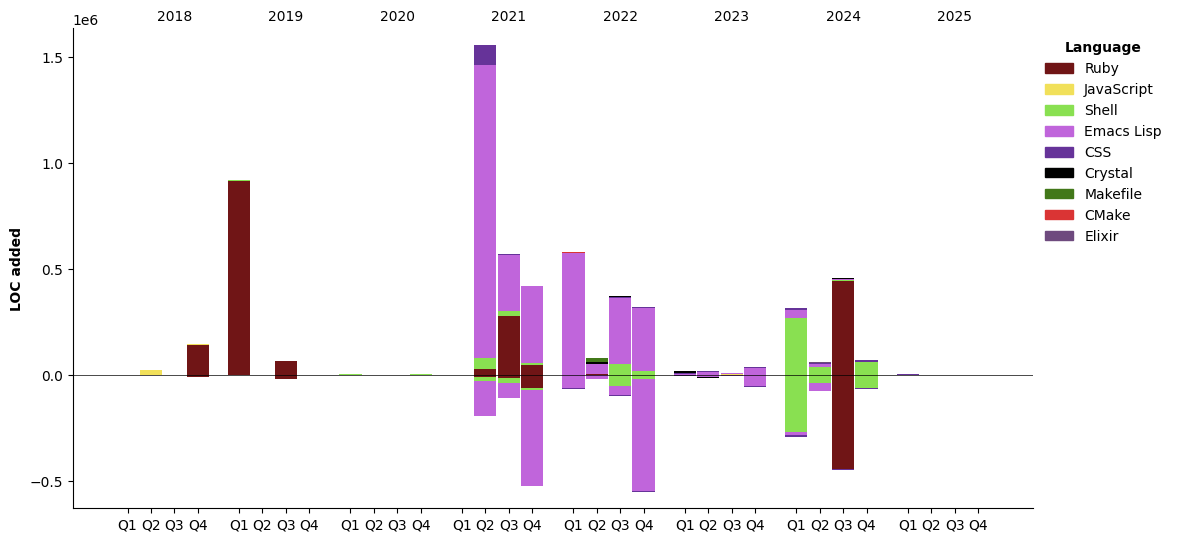 1e6
2018 2019 2020 2021 2022 2023 2024 2025
Language
Ruby
JavaScript
Shell
Emacs Lisp
CSS
Crystal
Makefile
CMake
Elixir
LOC added
1.5
1.0
0.5
0.0
−0.5
Q1 Q2 Q3 Q4 Q1 Q2 Q3 Q4 Q1 Q2 Q3 Q4 Q1 Q2 Q3 Q4 Q1 Q2 Q3 Q4 Q1 Q2 Q3 Q4 Q1 Q2 Q3 Q4 Q1 Q2 Q3 Q4